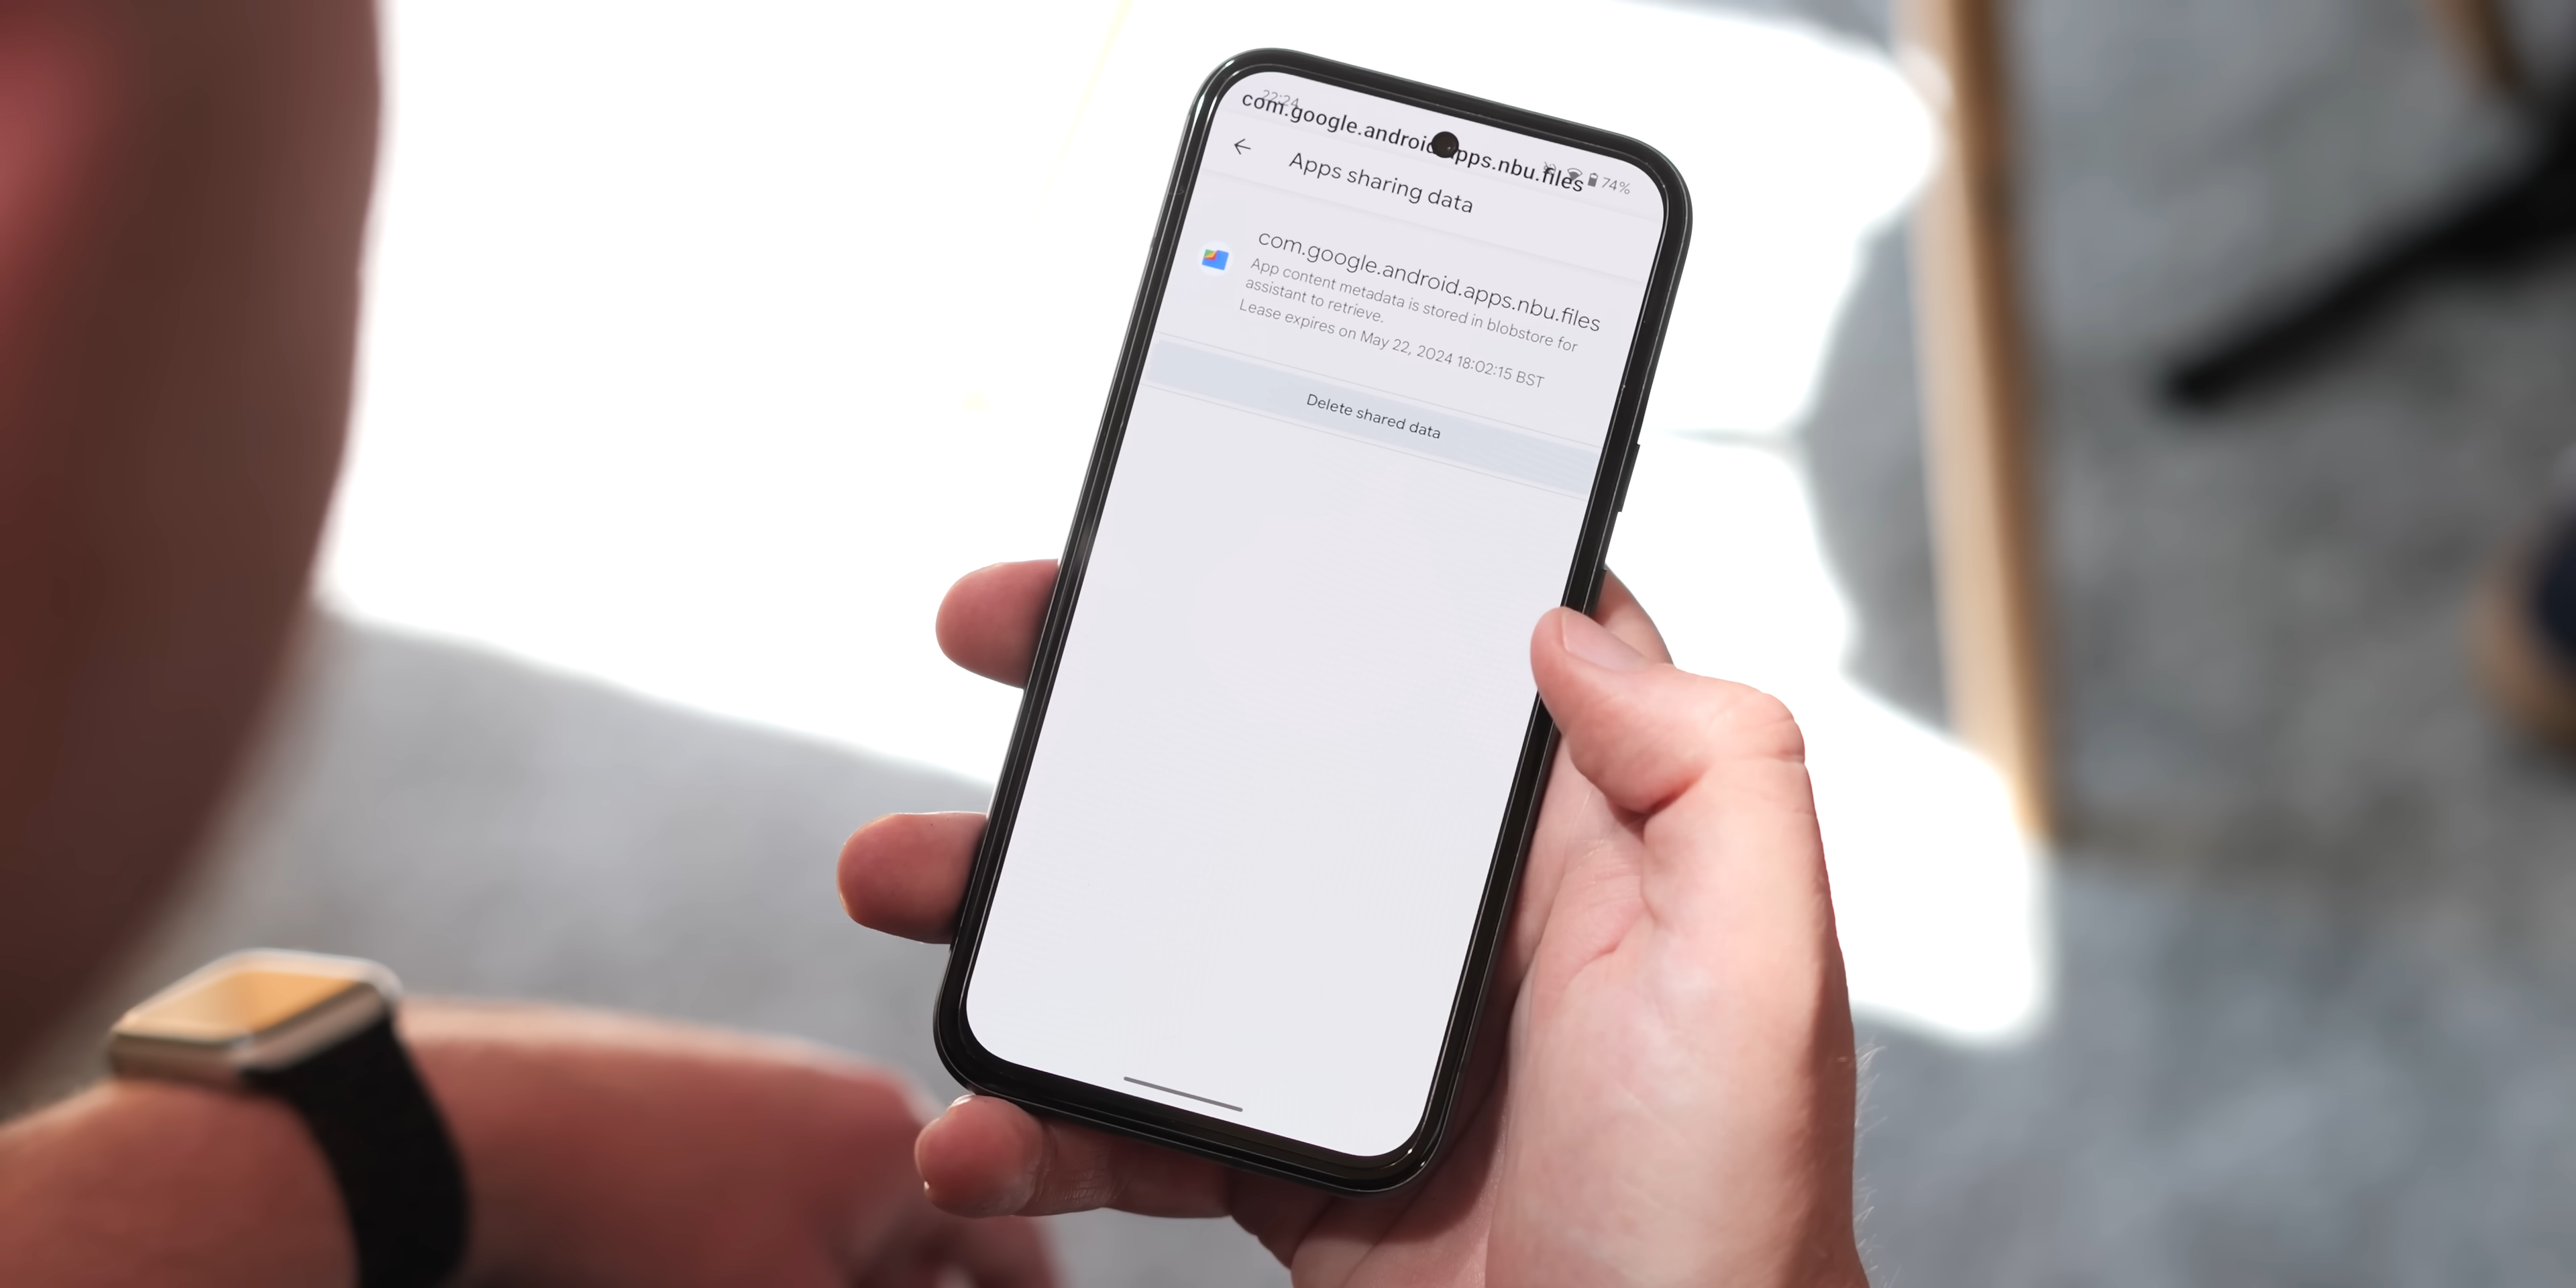 22:24
com.google.android.apps.nbu.files
74%
Apps sharing data
com.google.android.apps.nbu.files
App content metadata is stored in blobstore for
assistant to retrieve.
Lease expires on May 22, 2024 18:02:15 BST
Delete shared data